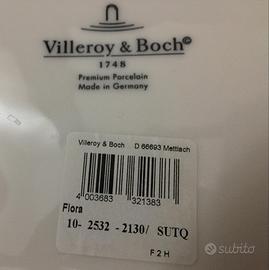 Villeroy & Boch©
1748
Premium Porcelain
Made in Germany
Villeroy & Boch D 66693 Mettlach
4 003683 321383
Flora
10- 2532 - 2130/ SUTQ
F 2 H
subito